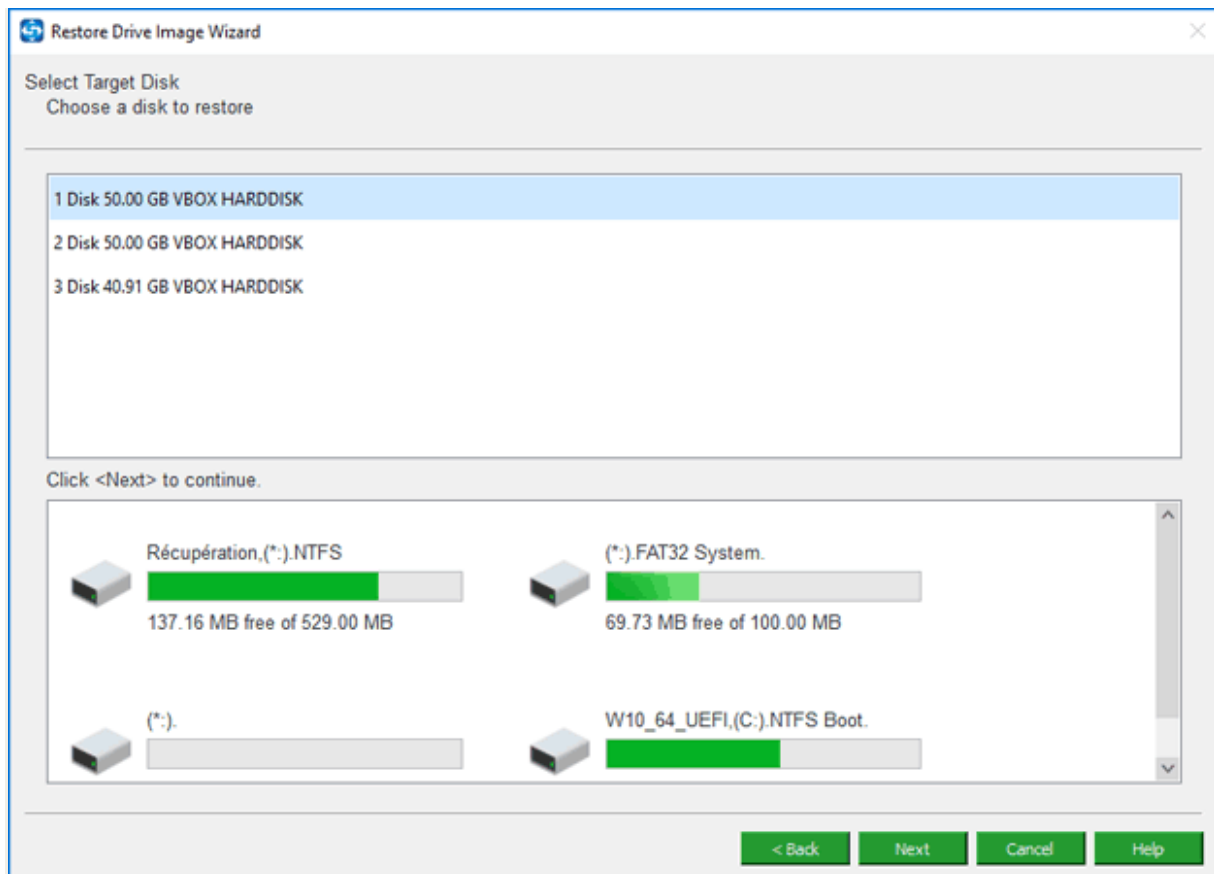 Restore Drive Image Wizard
Select Target Disk
Choose a disk to restore
1 Disk 50.00 GB VBOX HARDDISK
2 Disk 50.00 GB VBOX HARDDISK
3 Disk 40.91 GB VBOX HARDDISK
Click <Next> to continue.
Récupération,(*:).NTFS
137.16 MB free of 529.00 MB
(*:).FAT32 System.
69.73 MB free of 100.00 MB
(*:).
W10_64_UEFI,(C:).NTFS Boot.
< Back
Next
Cancel
Help